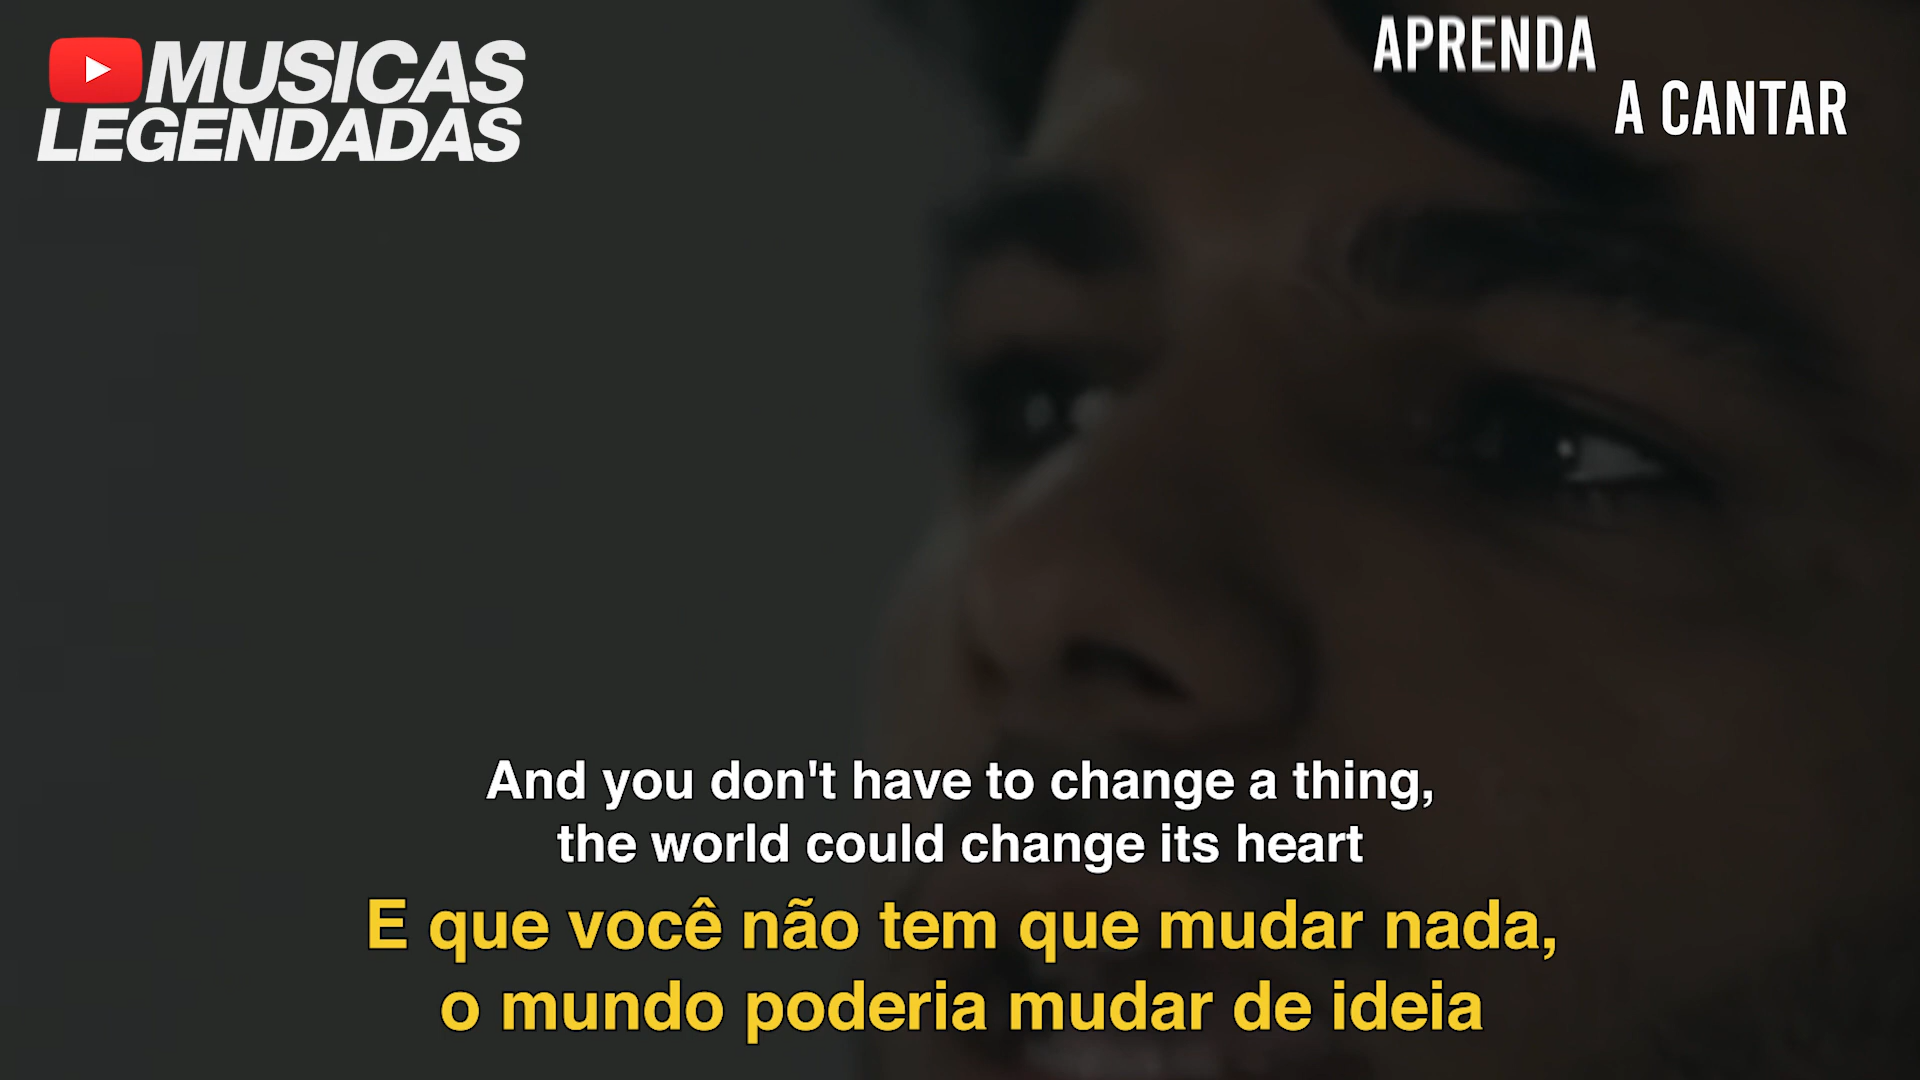 MUSICAS
LEGENDADAS
APRENDA
A CANTAR
And you don't have to change a thing,
the world could change its heart
E que você não tem que mudar nada,
o mundo poderia mudar de ideia